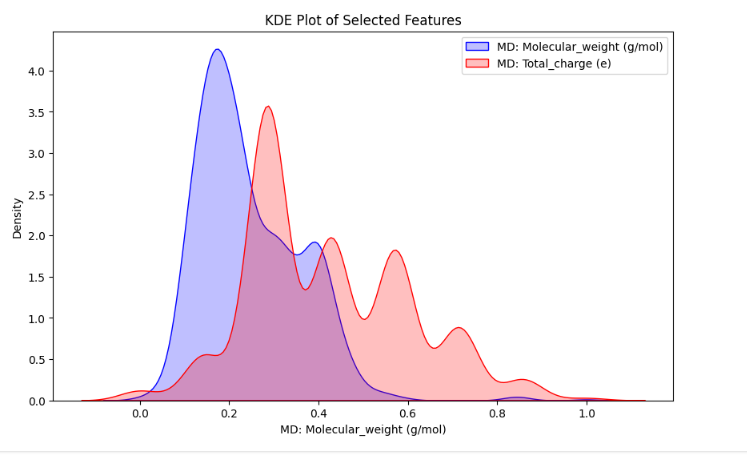 KDE Plot of Selected Features
MD: Molecular_weight (g/mol)
MD: Total_charge (e)
4.0
3.5
3.0
2.5
2.0
1.5
1.0
0.5
0.0
Density
0.0 0.2 0.4 0.6 0.8 1.0
MD: Molecular_weight (g/mol)